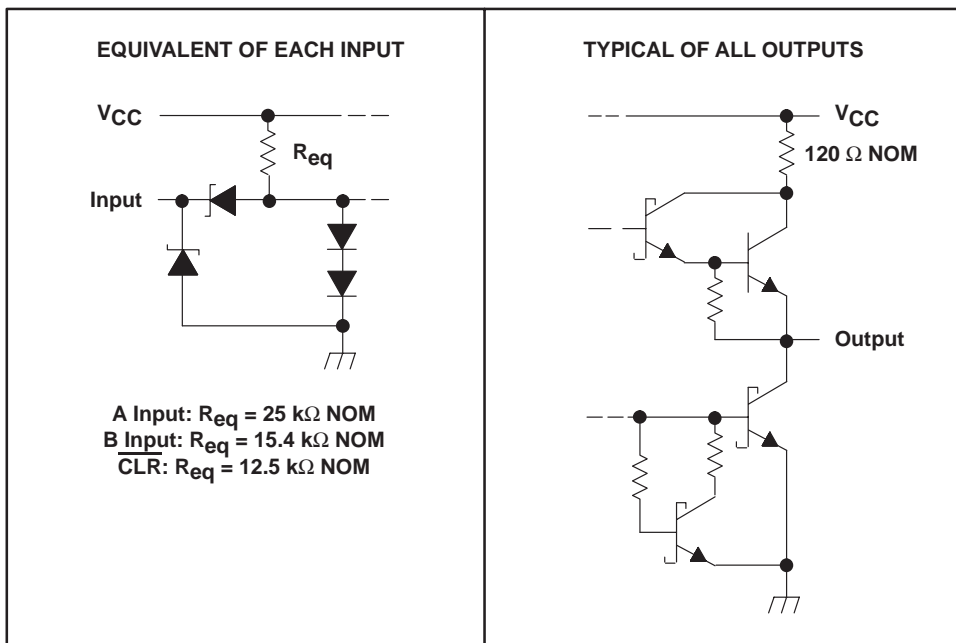 EQUIVALENT OF EACH INPUT
VCC
Req
Input
A Input: Req = 25 kΩ NOM
B Input: Req = 15.4 kΩ NOM
C̅L̅R̅: Req = 12.5 kΩ NOM
TYPICAL OF ALL OUTPUTS
VCC
120 Ω NOM
Output